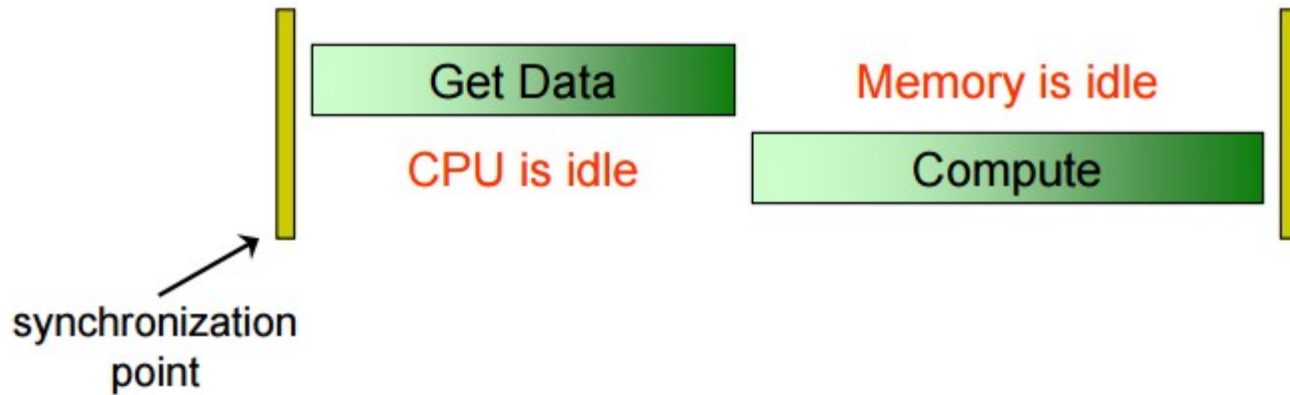 Get Data
Memory is idle
CPU is idle
Compute
synchronization
point